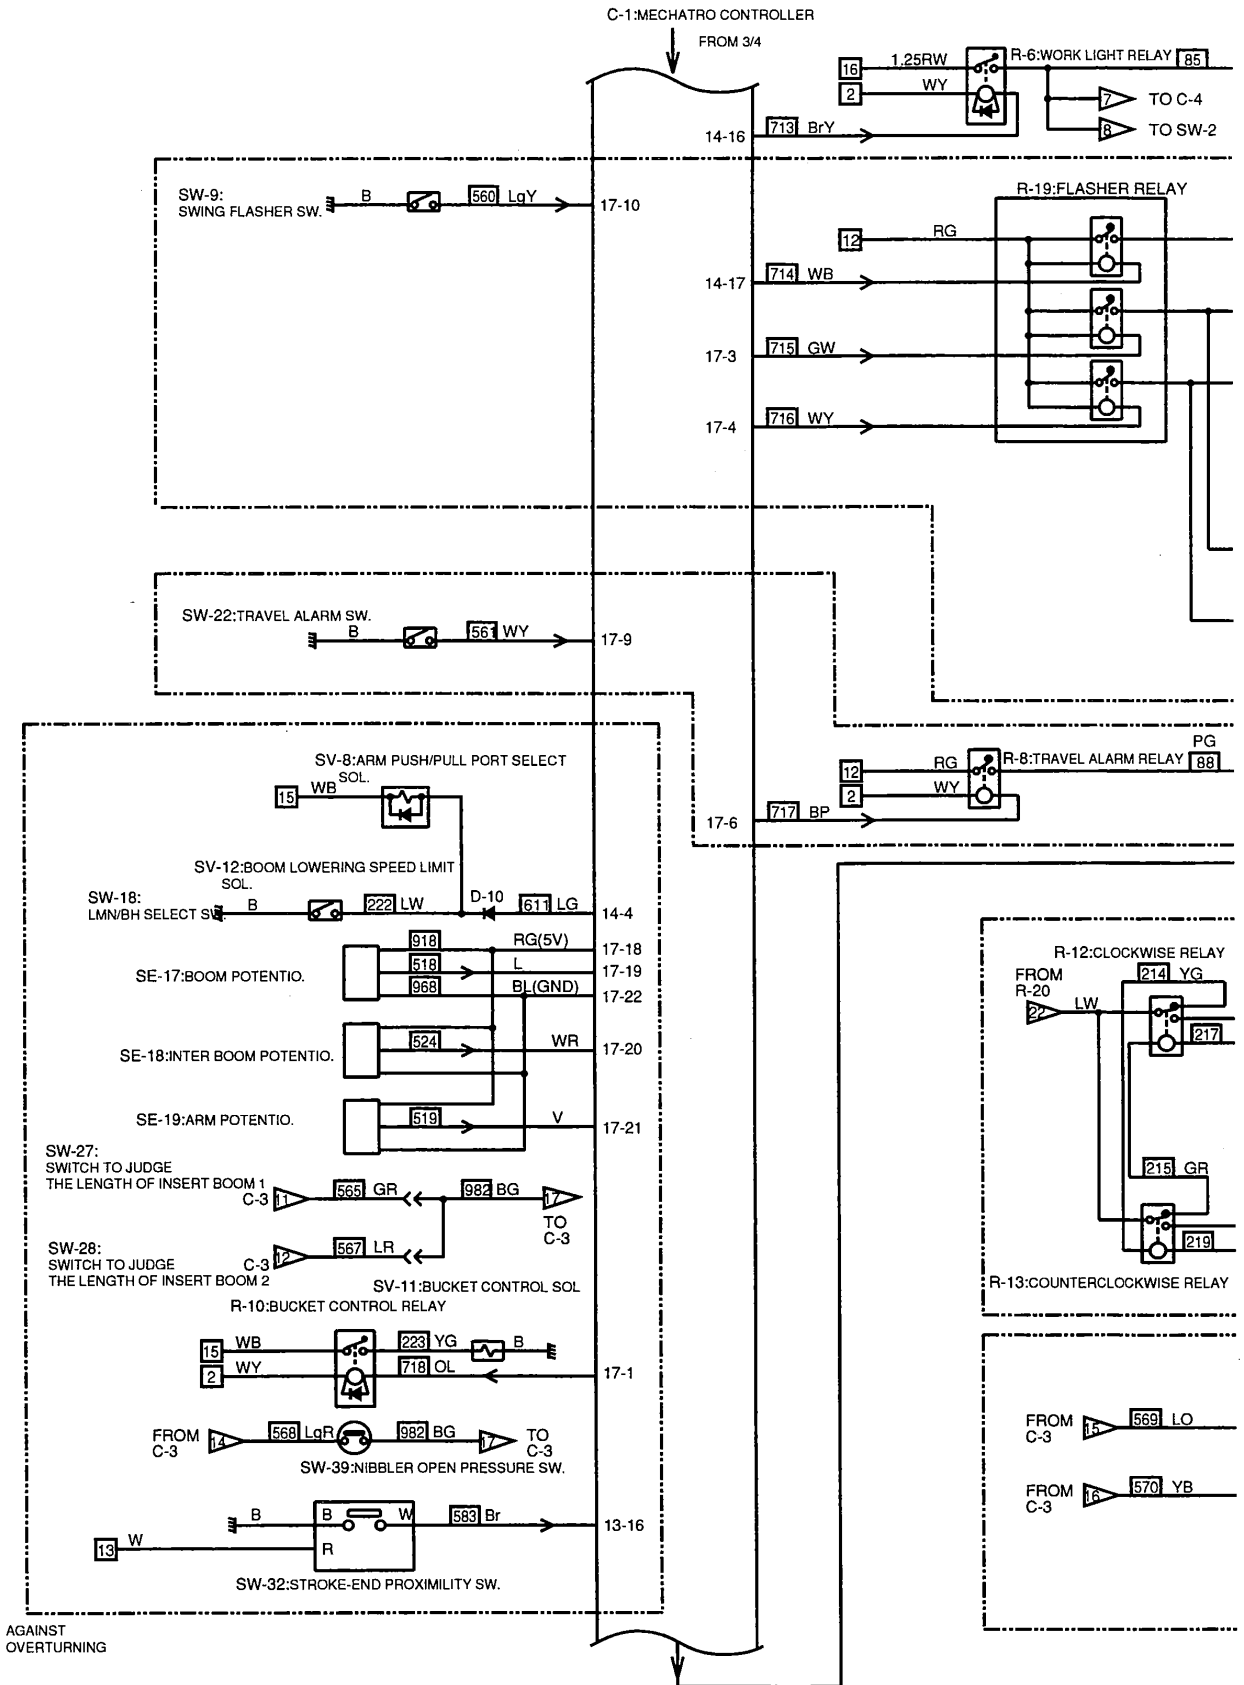 C-1:MECHATRO CONTROLLER
FROM 3/4
16 1.25RW R-6:WORK LIGHT RELAY 85
2 WY
7 TO C-4
8 TO SW-2
14-16 713 BrY
SW-9:
SWING FLASHER SW.
B 560 LgY 17-10
R-19:FLASHER RELAY
12 RG
14-17 714 WB
17-3 715 GW
17-4 716 WY
SW-22:TRAVEL ALARM SW.
B 561 WY 17-9
SV-8:ARM PUSH/PULL PORT SELECT
SOL.
15 WB
PG
12 RG R-8:TRAVEL ALARM RELAY 88
2 WY
17-6 717 BP
SV-12:BOOM LOWERING SPEED LIMIT
SOL.
SW-18:
LMN/BH SELECT SW.
B 222 LW D-10 611 LG 14-4
SE-17:BOOM POTENTIO.
918 RG(5V) 17-18
518 L 17-19
968 BL(GND) 17-22
SE-18:INTER BOOM POTENTIO.
524 WR 17-20
SE-19:ARM POTENTIO.
519 V 17-21
R-12:CLOCKWISE RELAY
FROM
R-20
22 LW
214 YG
217
215 GR
219
R-13:COUNTERCLOCKWISE RELAY
SW-27:
SWITCH TO JUDGE
THE LENGTH OF INSERT BOOM 1
C-3 11 565 GR 982 BG 17
TO
C-3
SW-28:
SWITCH TO JUDGE
THE LENGTH OF INSERT BOOM 2
C-3 12 567 LR
SV-11:BUCKET CONTROL SOL
R-10:BUCKET CONTROL RELAY
15 WB 223 YG B
2 WY 718 OL 17-1
FROM
C-3
14 568 LgR 982 BG 17
TO
C-3
SW-39:NIBBLER OPEN PRESSURE SW.
FROM
C-3
15 569 LO
FROM
C-3
16 570 YB
B B W 583 Br 13-16
13 W R
SW-32:STROKE-END PROXIMILITY SW.
AGAINST
OVERTURNING